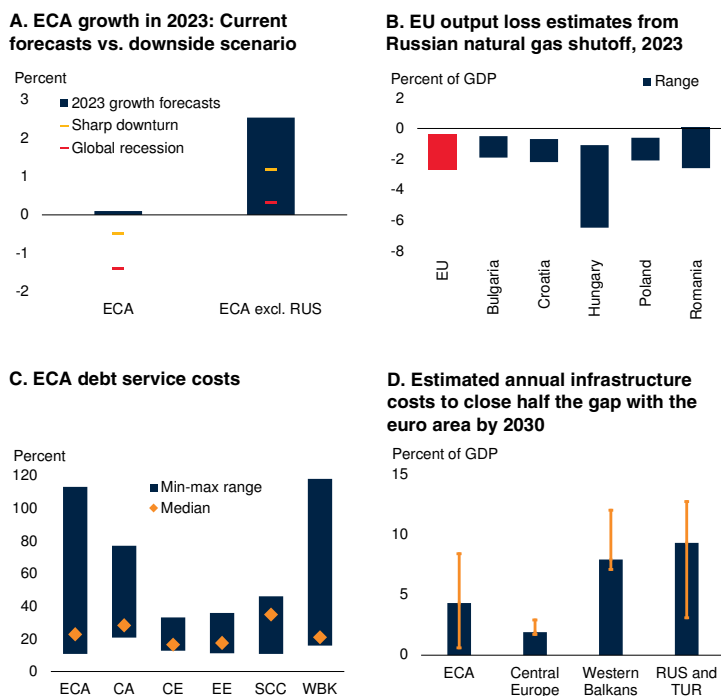 A. ECA growth in 2023: Current
forecasts vs. downside scenario
Percent
3
2
1
0
-1
-2
2023 growth forecasts
Sharp downturn
Global recession
ECA
ECA excl. RUS
B. EU output loss estimates from
Russian natural gas shutoff, 2023
Percent of GDP
Range
2
0
-2
-4
-6
-8
EU
Bulgaria
Croatia
Hungary
Poland
Romania
C. ECA debt service costs
Percent
120
100
80
60
40
20
0
Min-max range
Median
ECA
CA
CE
EE
SCC
WBK
D. Estimated annual infrastructure
costs to close half the gap with the
euro area by 2030
Percent of GDP
15
10
5
0
ECA
Central
Europe
Western
Balkans
RUS and
TUR